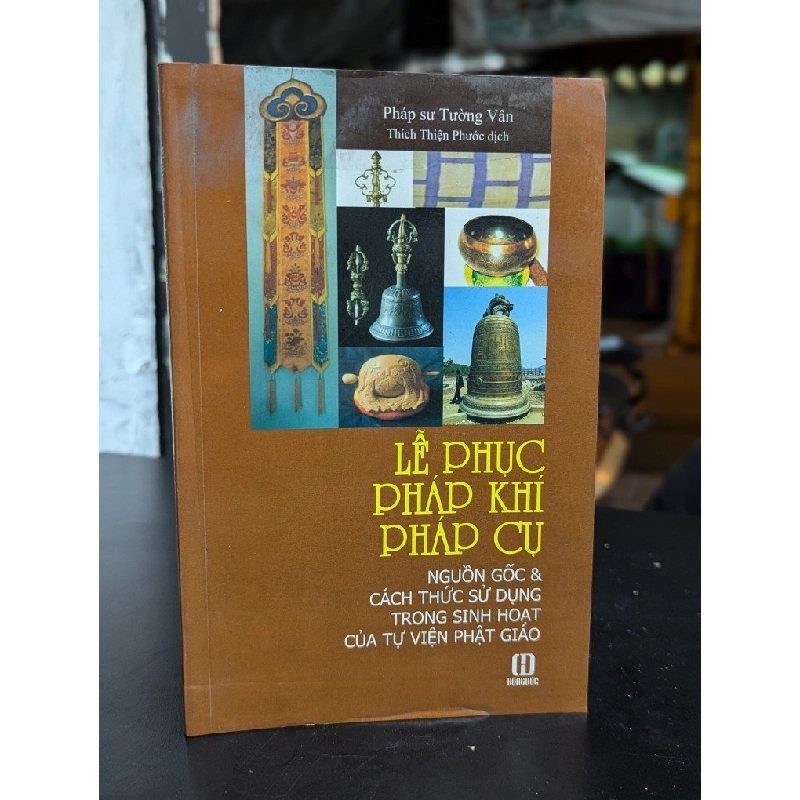 Pháp sư Tường Vân
Thích Thiện Phước dịch
LỄ PHỤC
PHÁP KHÍ
PHÁP CỤ
NGUỒN GỐC &
CÁCH THỨC SỬ DỤNG
TRONG SINH HOẠT
CỦA TỰ VIỆN PHẬT GIÁO
HONGDUC